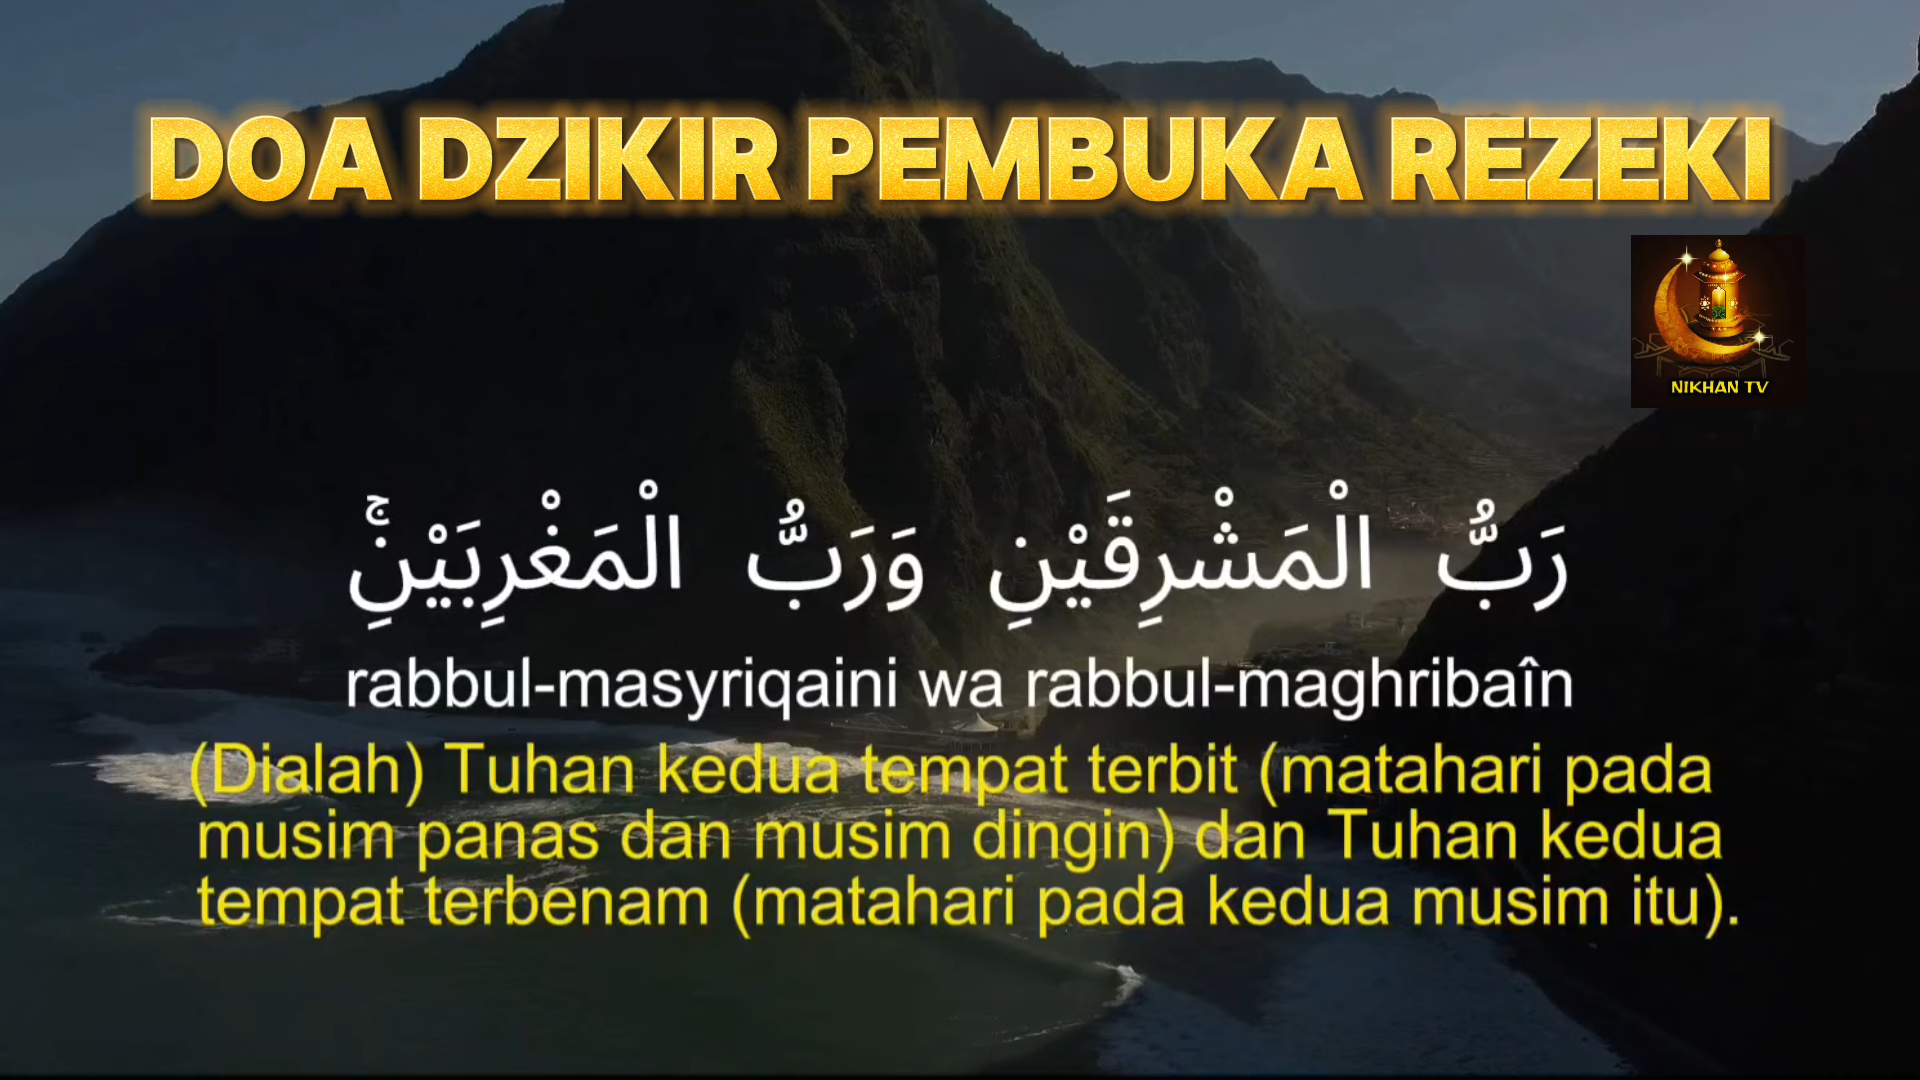 DOA DZIKIR PEMBUKA REZEKI
NIKHAN TV
رَبُّ الْمَشْرِقَيْنِ وَرَبُّ الْمَغْرِبَيْنِۚ
rabbul-masyriqaini wa rabbul-maghribaîn
(Dialah) Tuhan kedua tempat terbit (matahari pada
musim panas dan musim dingin) dan Tuhan kedua
tempat terbenam (matahari pada kedua musim itu).